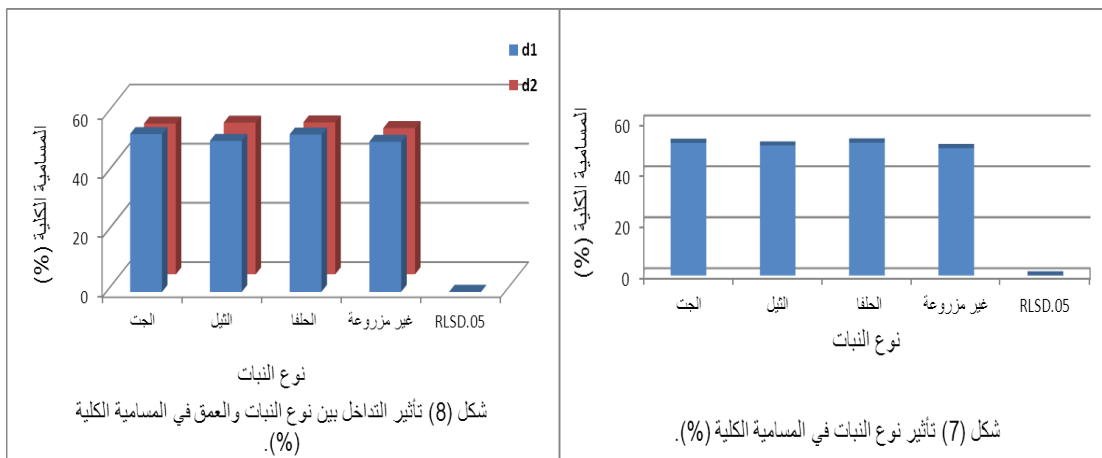 المسامية الكلية (%)
60
40
20
0
الجت
الثيل
الحلفا
غير مزروعة
RLSD.05
نوع النبات
شكل (7) تأثير نوع النبات في المسامية الكلية (%).
d1
d2
المسامية الكلية (%)
60
40
20
0
الجت
الثيل
الحلفا
غير مزروعة
RLSD.05
نوع النبات
شكل (8) تأثير التداخل بين نوع النبات والعمق في المسامية الكلية
(%).